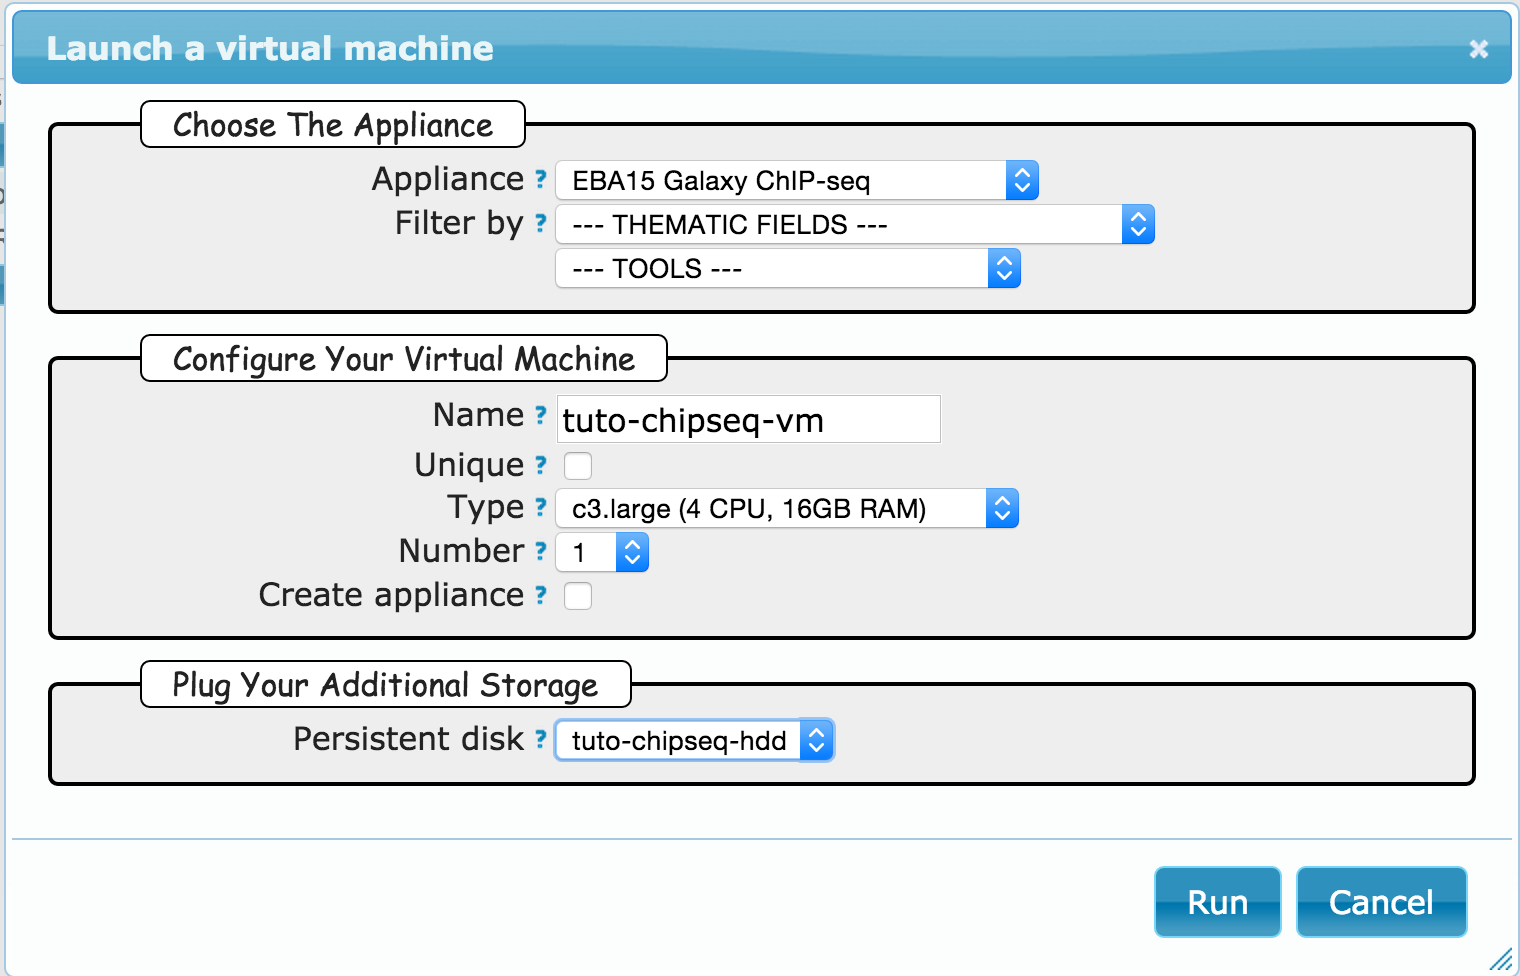 Launch a virtual machine
Choose The Appliance
Appliance ? EBA15 Galaxy ChIP-seq
Filter by ? --- THEMATIC FIELDS ---
--- TOOLS ---
Configure Your Virtual Machine
Name ? tuto-chipseq-vm
Unique ?
Type ? c3.large (4 CPU, 16GB RAM)
Number ? 1
Create appliance ?
Plug Your Additional Storage
Persistent disk ? tuto-chipseq-hdd
Run Cancel